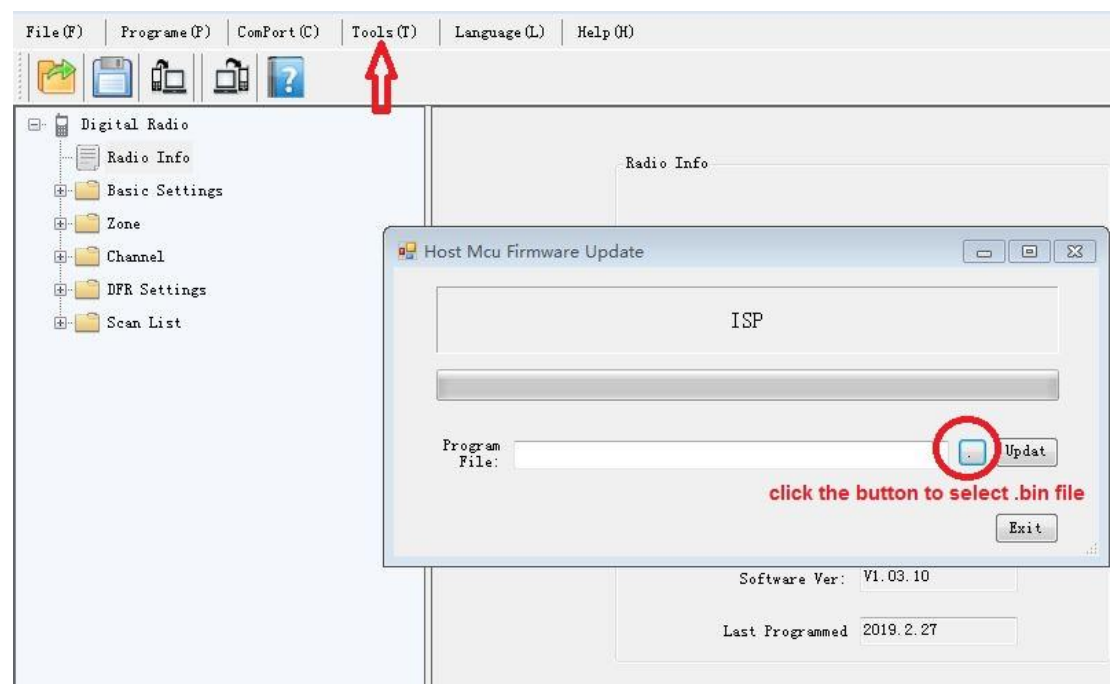 File(F) Programe(P) ComPort(C) Tools(T) Language(L) Help(H)
?
Digital Radio
Radio Info
Basic Settings
Zone
Channel
DFR Settings
Scan List
Radio Info
Host Mcu Firmware Update
ISP
Program
File:
. Updat
click the button to select .bin file
Exit
Software Ver: V1.03.10
Last Programmed 2019.2.27